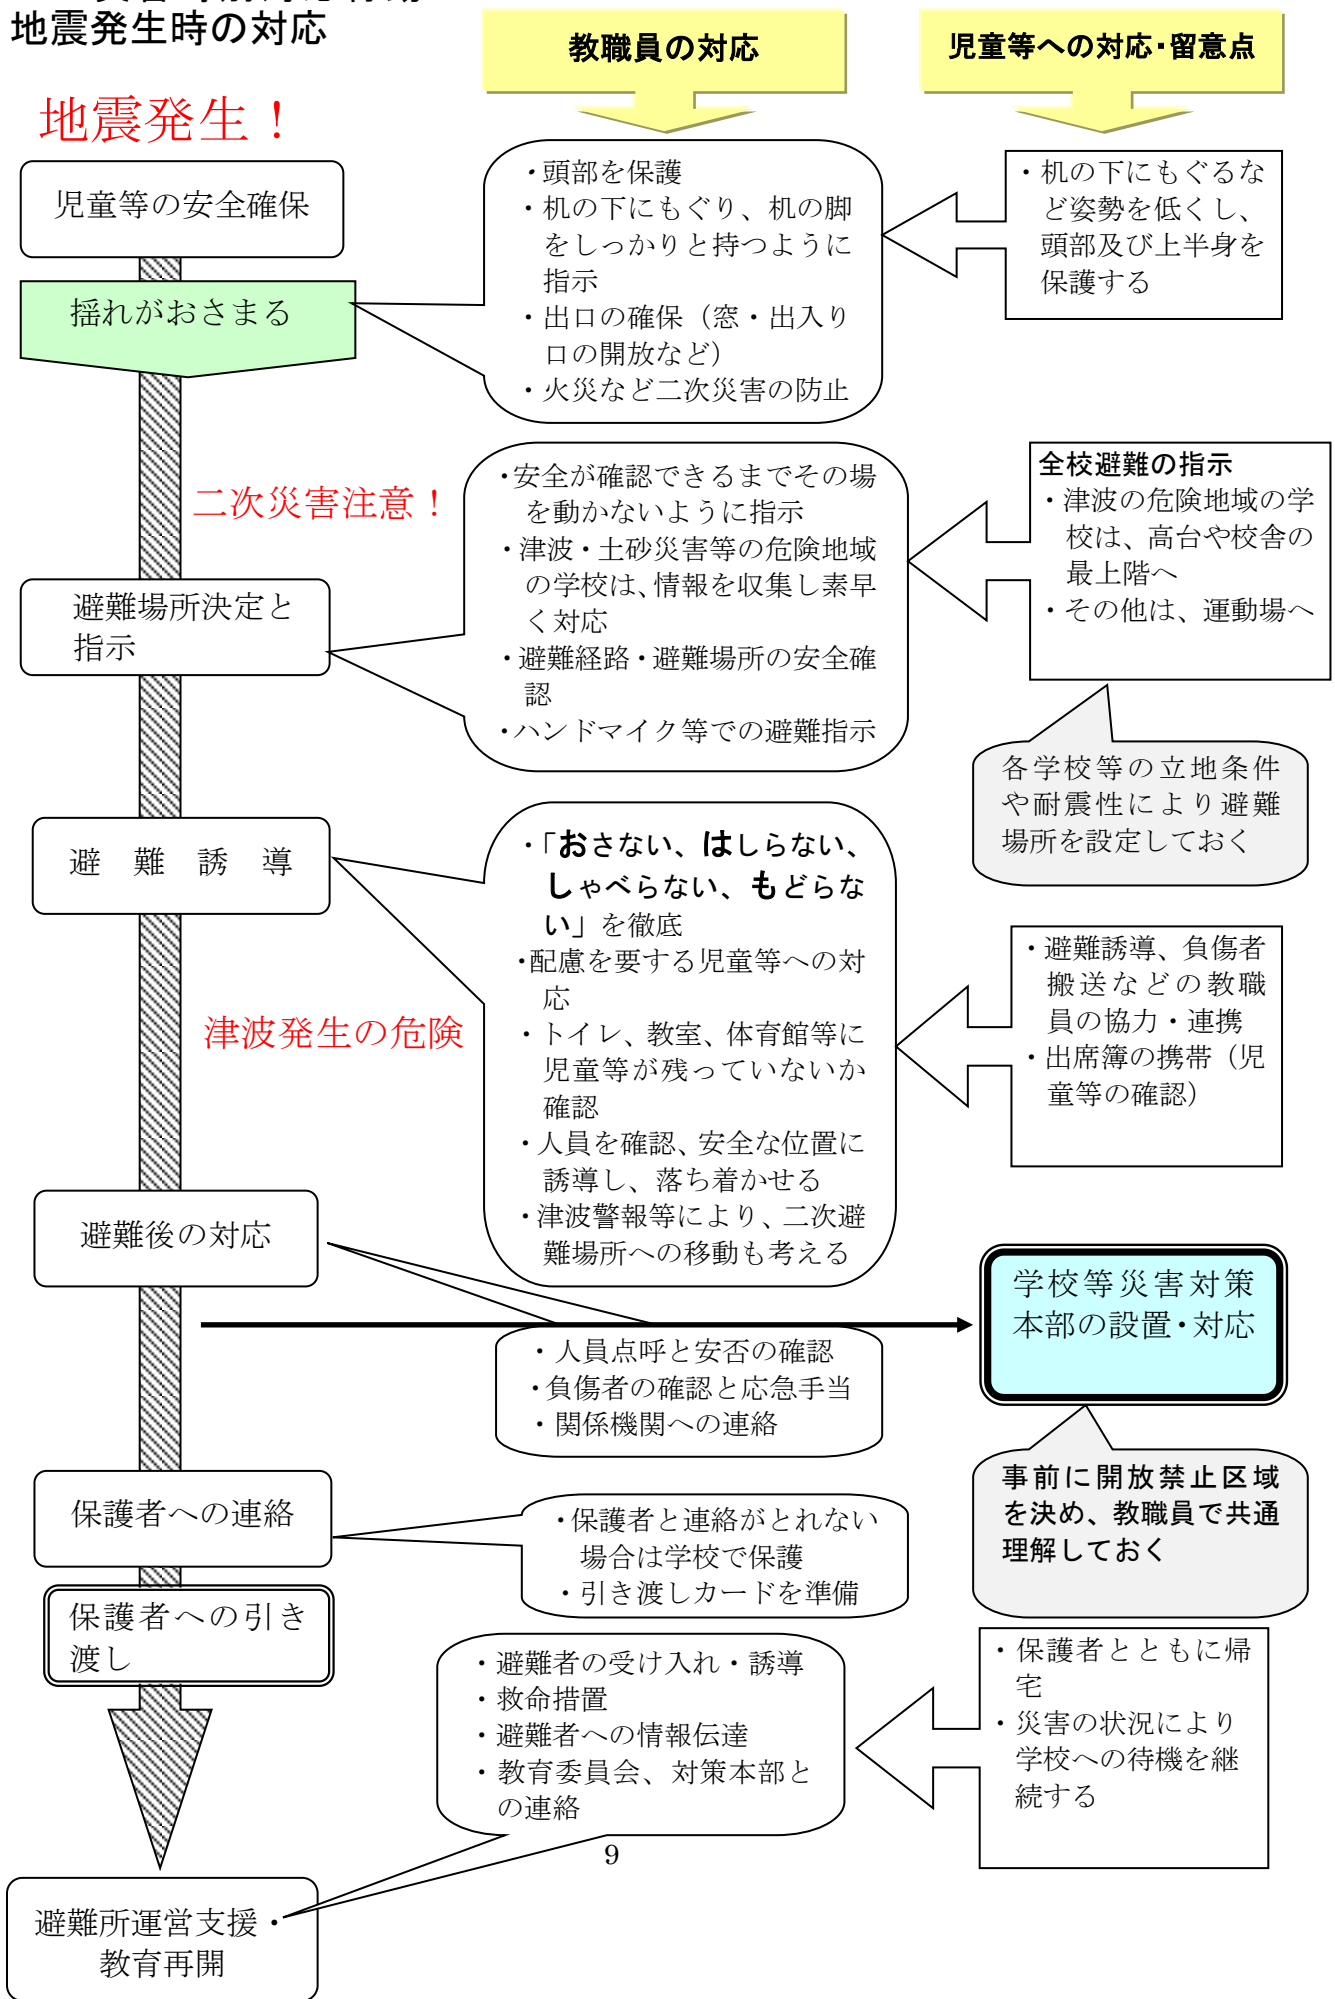 地震発生時の対応
教職員の対応
児童等への対応・留意点
地震発生！
児童等の安全確保
揺れがおさまる
・頭部を保護
・机の下にもぐり、机の脚
をしっかりと持つように
指示
・出口の確保（窓・出入り
口の開放など）
・火災など二次災害の防止
・机の下にもぐるな
ど姿勢を低くし、
頭部及び上半身を
保護する
二次災害注意！
避難場所決定と
指示
・安全が確認できるまでその場
を動かないように指示
・津波・土砂災害等の危険地域
の学校は、情報を収集し素早
く対応
・避難経路・避難場所の安全確
認
・ハンドマイク等での避難指示
全校避難の指示
・津波の危険地域の学
校は、高台や校舎の
最上階へ
・その他は、運動場へ
各学校等の立地条件
や耐震性により避難
場所を設定しておく
避 難 誘 導
・「おさない、はしらない、
しゃべらない、もどらな
い」を徹底
・配慮を要する児童等への対
応
・トイレ、教室、体育館等に
児童等が残っていないか
確認
・人員を確認、安全な位置に
誘導し、落ち着かせる
・津波警報等により、二次避
難場所への移動も考える
・避難誘導、負傷者
搬送などの教職
員の協力・連携
・出席簿の携帯（児
童等の確認）
津波発生の危険
避難後の対応
・人員点呼と安否の確認
・負傷者の確認と応急手当
・関係機関への連絡
学校等災害対策
本部の設置・対応
事前に開放禁止区域
を決め、教職員で共通
理解しておく
保護者への連絡
・保護者と連絡がとれない
場合は学校で保護
・引き渡しカードを準備
保護者への引き
渡し
・避難者の受け入れ・誘導
・救命措置
・避難者への情報伝達
・教育委員会、対策本部と
の連絡
・保護者とともに帰
宅
・災害の状況により
学校への待機を継
続する
9
避難所運営支援・
教育再開